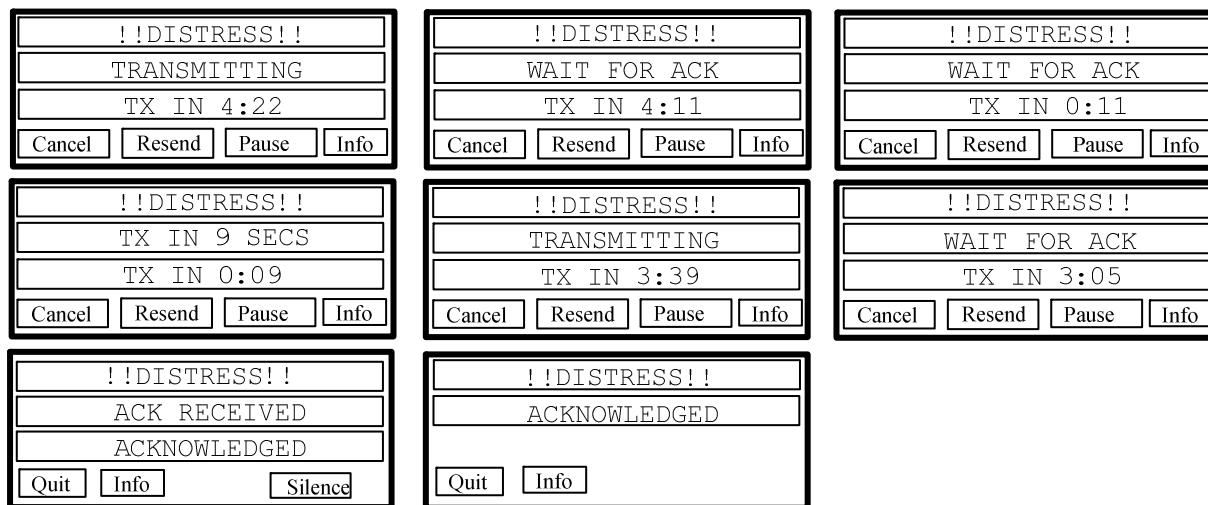 !!DISTRESS!!
TRANSMITTING
TX IN 4:22
Cancel Resend Pause Info
!!DISTRESS!!
WAIT FOR ACK
TX IN 4:11
Cancel Resend Pause Info
!!DISTRESS!!
WAIT FOR ACK
TX IN 0:11
Cancel Resend Pause Info
!!DISTRESS!!
TX IN 9 SECS
TX IN 0:09
Cancel Resend Pause Info
!!DISTRESS!!
TRANSMITTING
TX IN 3:39
Cancel Resend Pause Info
!!DISTRESS!!
WAIT FOR ACK
TX IN 3:05
Cancel Resend Pause Info
!!DISTRESS!!
ACK RECEIVED
ACKNOWLEDGED
Quit Info Silence
!!DISTRESS!!
ACKNOWLEDGED
Quit Info